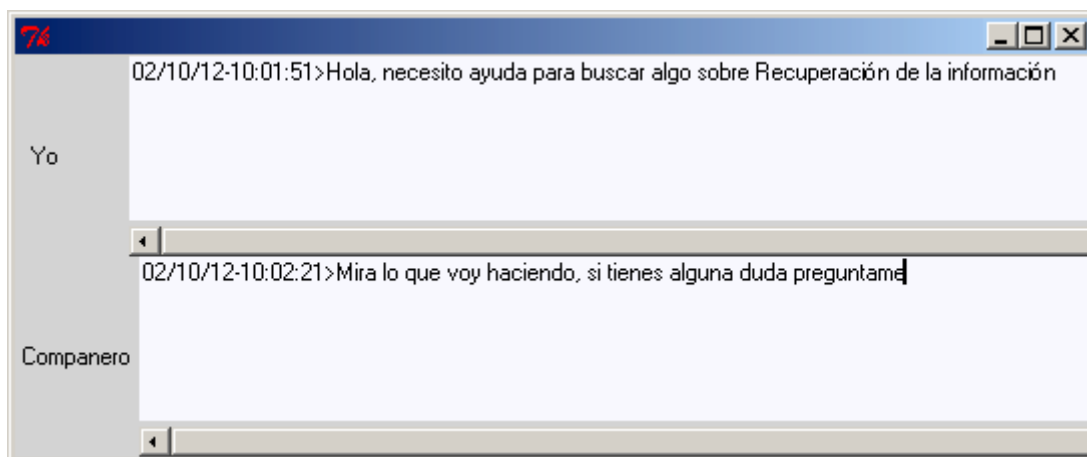 7k
02/10/12-10:01:51>Hola, necesito ayuda para buscar algo sobre Recuperación de la información
Yo
02/10/12-10:02:21>Mira lo que voy haciendo, si tienes alguna duda preguntame
Companero